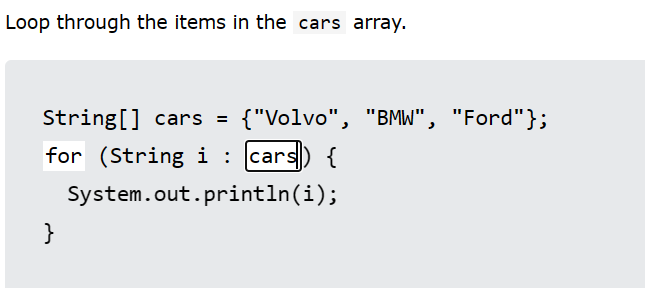 Loop through the items in the cars array.
String[] cars = {"Volvo", "BMW", "Ford"};
for (String i : cars) {
  System.out.println(i);
}